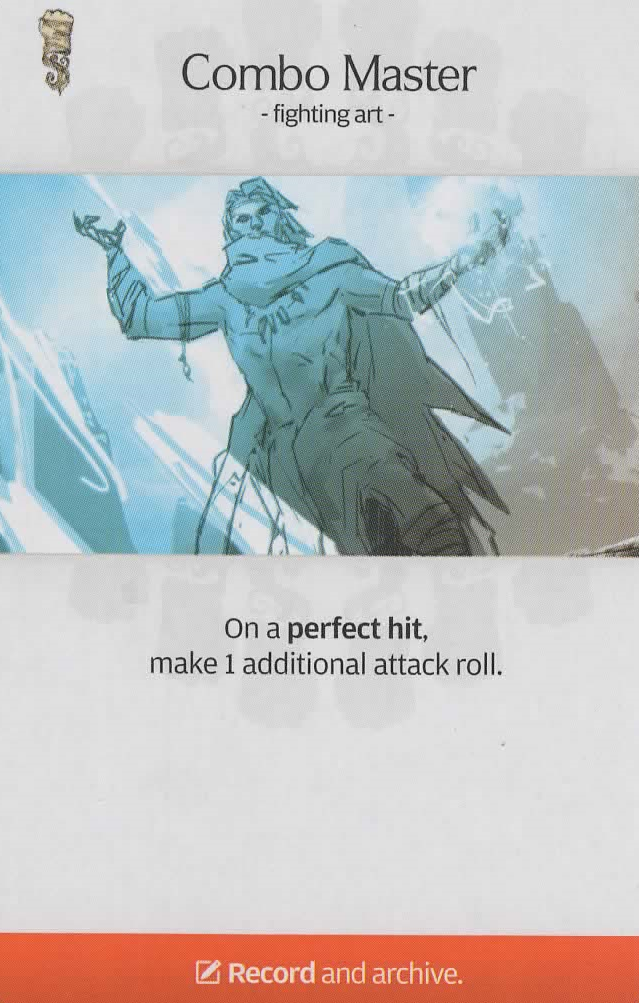 Combo Master
- fighting art -
On a perfect hit,
make 1 additional attack roll.
Record and archive.